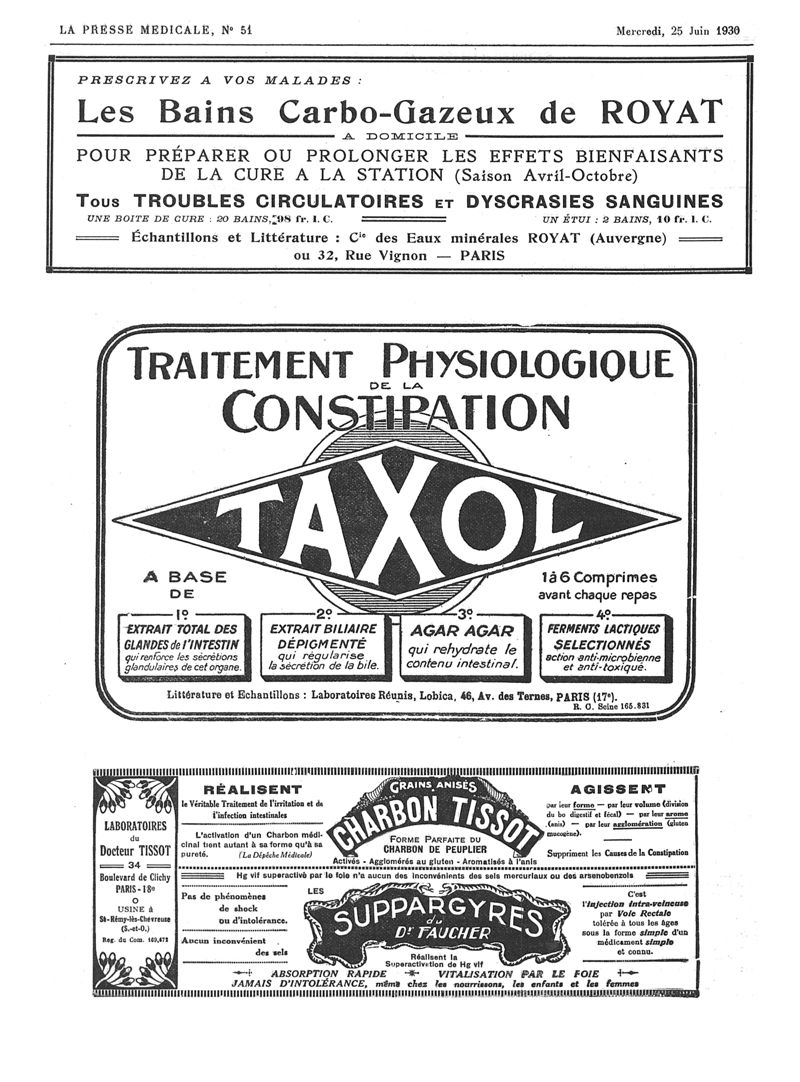 LA PRESSE MEDICALE, Nº 51
Mercredi, 25 Juin 1930
PRESCRIVEZ A VOS MALADES :
Les Bains Carbo-Gazeux de ROYAT
A DOMICILE
POUR PRÉPARER OU PROLONGER LES EFFETS BIENFAISANTS
DE LA CURE A LA STATION (Saison Avril-Octobre)
TOUS TROUBLES CIRCULATOIRES ET DYSCRASIES SANGUINES
UNE BOITE DE CURE : 20 BAINS, 98 fr. I. C.
UN ÉTUI : 2 BAINS, 10 fr. I. C.
Échantillons et Littérature : Cie des Eaux minérales ROYAT (Auvergne)
ou 32, Rue Vignon — PARIS
TRAITEMENT PHYSIOLOGIQUE
DE LA
CONSTIPATION
TAXOL
A BASE
DE
1 à 6 Comprimes
avant chaque repas
1º
EXTRAIT TOTAL DES
GLANDES de l'INTESTIN
qui renforce les sécrétions
glandulaires de cet organe.
2º
EXTRAIT BILIAIRE
DÉPIGMENTÉ
qui régularise
la sécrétion de la bile.
3º
AGAR AGAR
qui rehydrate le
contenu intestinal.
4º
FERMENTS LACTIQUES
SELECTIONNÉS
action anti-microbienne
et anti-toxique.
Littérature et Echantillons : Laboratoires Réunis, Lobica, 46, Av. des Ternes, PARIS (17e).
R. C. Seine 165.831
LABORATOIRES
du
Docteur TISSOT
34
Boulevard de Clichy
PARIS - 18e
USINE à
St-Rémy-lès-Chevreuse
(S.-et-O.)
Reg. du Com. 169,472
RÉALISENT
le Véritable Traitement de l'irritation et de
l'infection intestinales
L'activation d'un Charbon médi-
cinal tient autant à sa forme qu'à sa
pureté. (La Dépêche Médicale)
GRAINS ANISÉS
CHARBON TISSOT
FORME PARFAITE DU
CHARBON DE PEUPLIER
Activés - Agglomérés au gluten - Aromatisés à l'anis
AGISSENT
par leur forme — par leur volume (division
du bo digestif et fécal) — par leur arome
(anis) — par leur agglomération (gluten
mucogène).
Suppriment les Causes de la Constipation
Hg vif superactivé par le foie n'a aucun des inconvénients des sels mercuriaux ou des arsenobenzols
Pas de phénomènes
de shock
ou d'intolérance.
Aucun inconvénient
des sels
LES
SUPPARGYRES
du
Dr FAUCHER
Réalisent la
Superactivation de Hg vif
C'est
l'Injection intra-veineuse
par Voie Rectale
tolérée à tous les âges
sous la forme simple d'un
médicament simple
et connu.
ABSORPTION RAPIDE VITALISATION PAR LE FOIE
JAMAIS D'INTOLÉRANCE, même chez les nourrissons, les enfants et les femmes